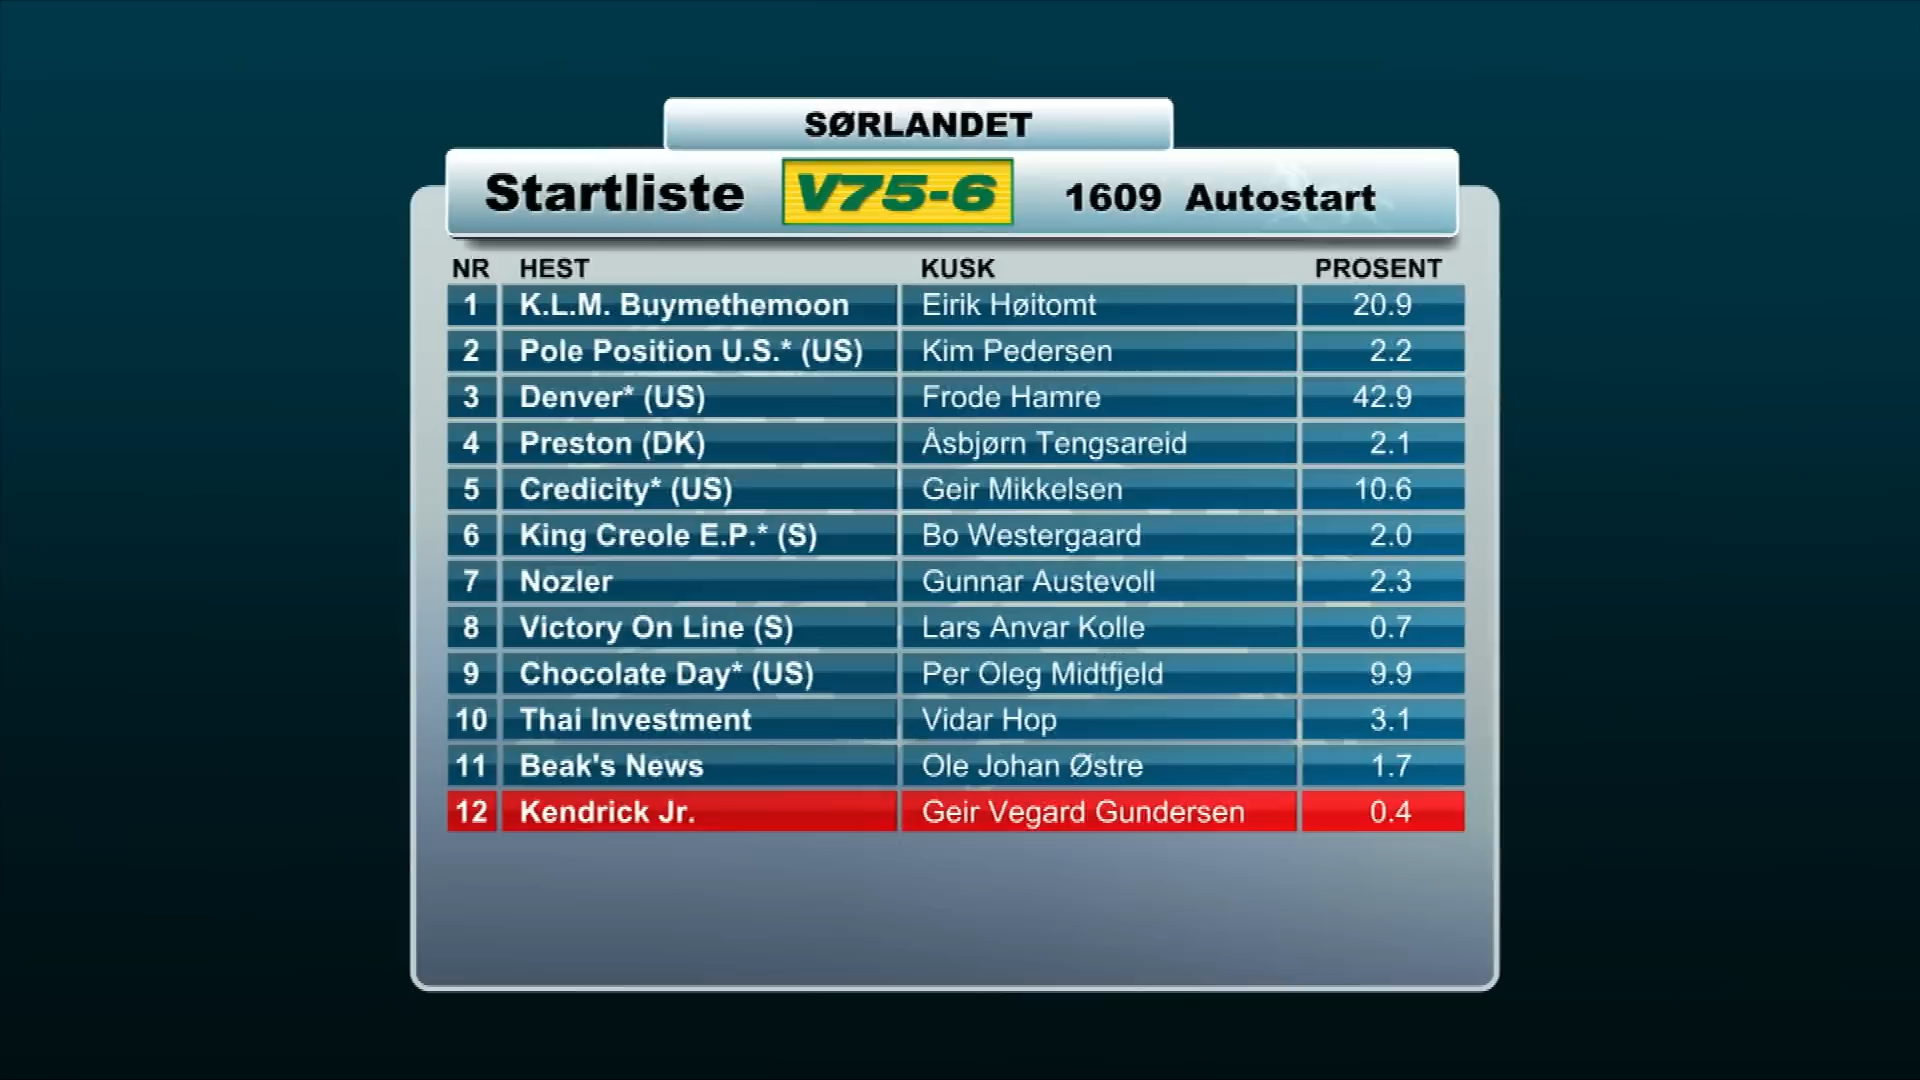 SØRLANDET
Startliste V75-6 1609 Autostart
NR HEST KUSK PROSENT
1 K.L.M. Buymethemoon Eirik Høitomt 20.9
2 Pole Position U.S.* (US) Kim Pedersen 2.2
3 Denver* (US) Frode Hamre 42.9
4 Preston (DK) Åsbjørn Tengsareid 2.1
5 Credicity* (US) Geir Mikkelsen 10.6
6 King Creole E.P.* (S) Bo Westergaard 2.0
7 Nozler Gunnar Austevoll 2.3
8 Victory On Line (S) Lars Anvar Kolle 0.7
9 Chocolate Day* (US) Per Oleg Midtfjeld 9.9
10 Thai Investment Vidar Hop 3.1
11 Beak's News Ole Johan Østre 1.7
12 Kendrick Jr. Geir Vegard Gundersen 0.4